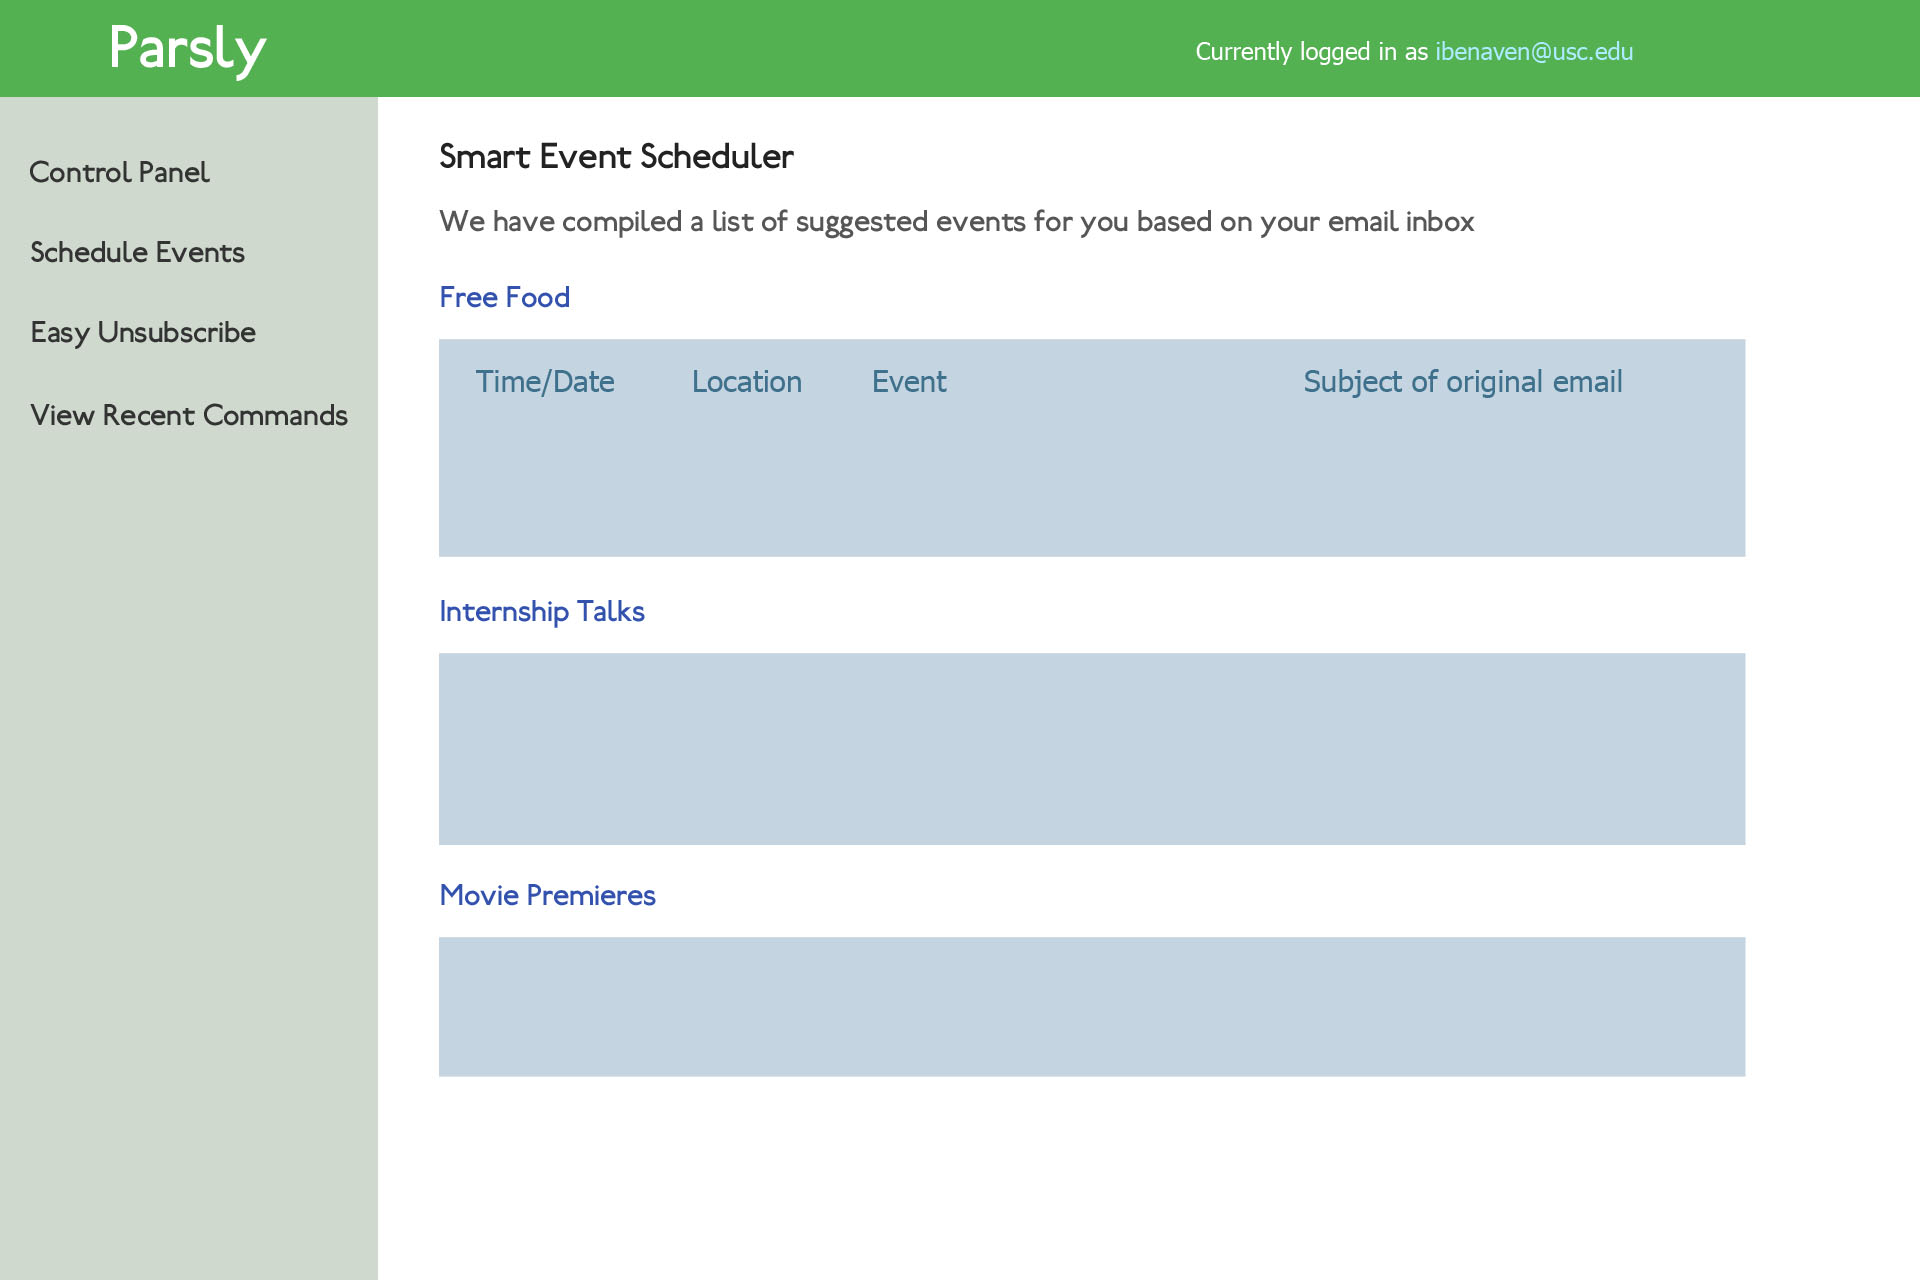 Parsly
Currently logged in as ibenaven@usc.edu
Control Panel
Schedule Events
Easy Unsubscribe
View Recent Commands
Smart Event Scheduler
We have compiled a list of suggested events for you based on your email inbox
Free Food
Time/Date Location Event Subject of original email
Internship Talks
Movie Premieres